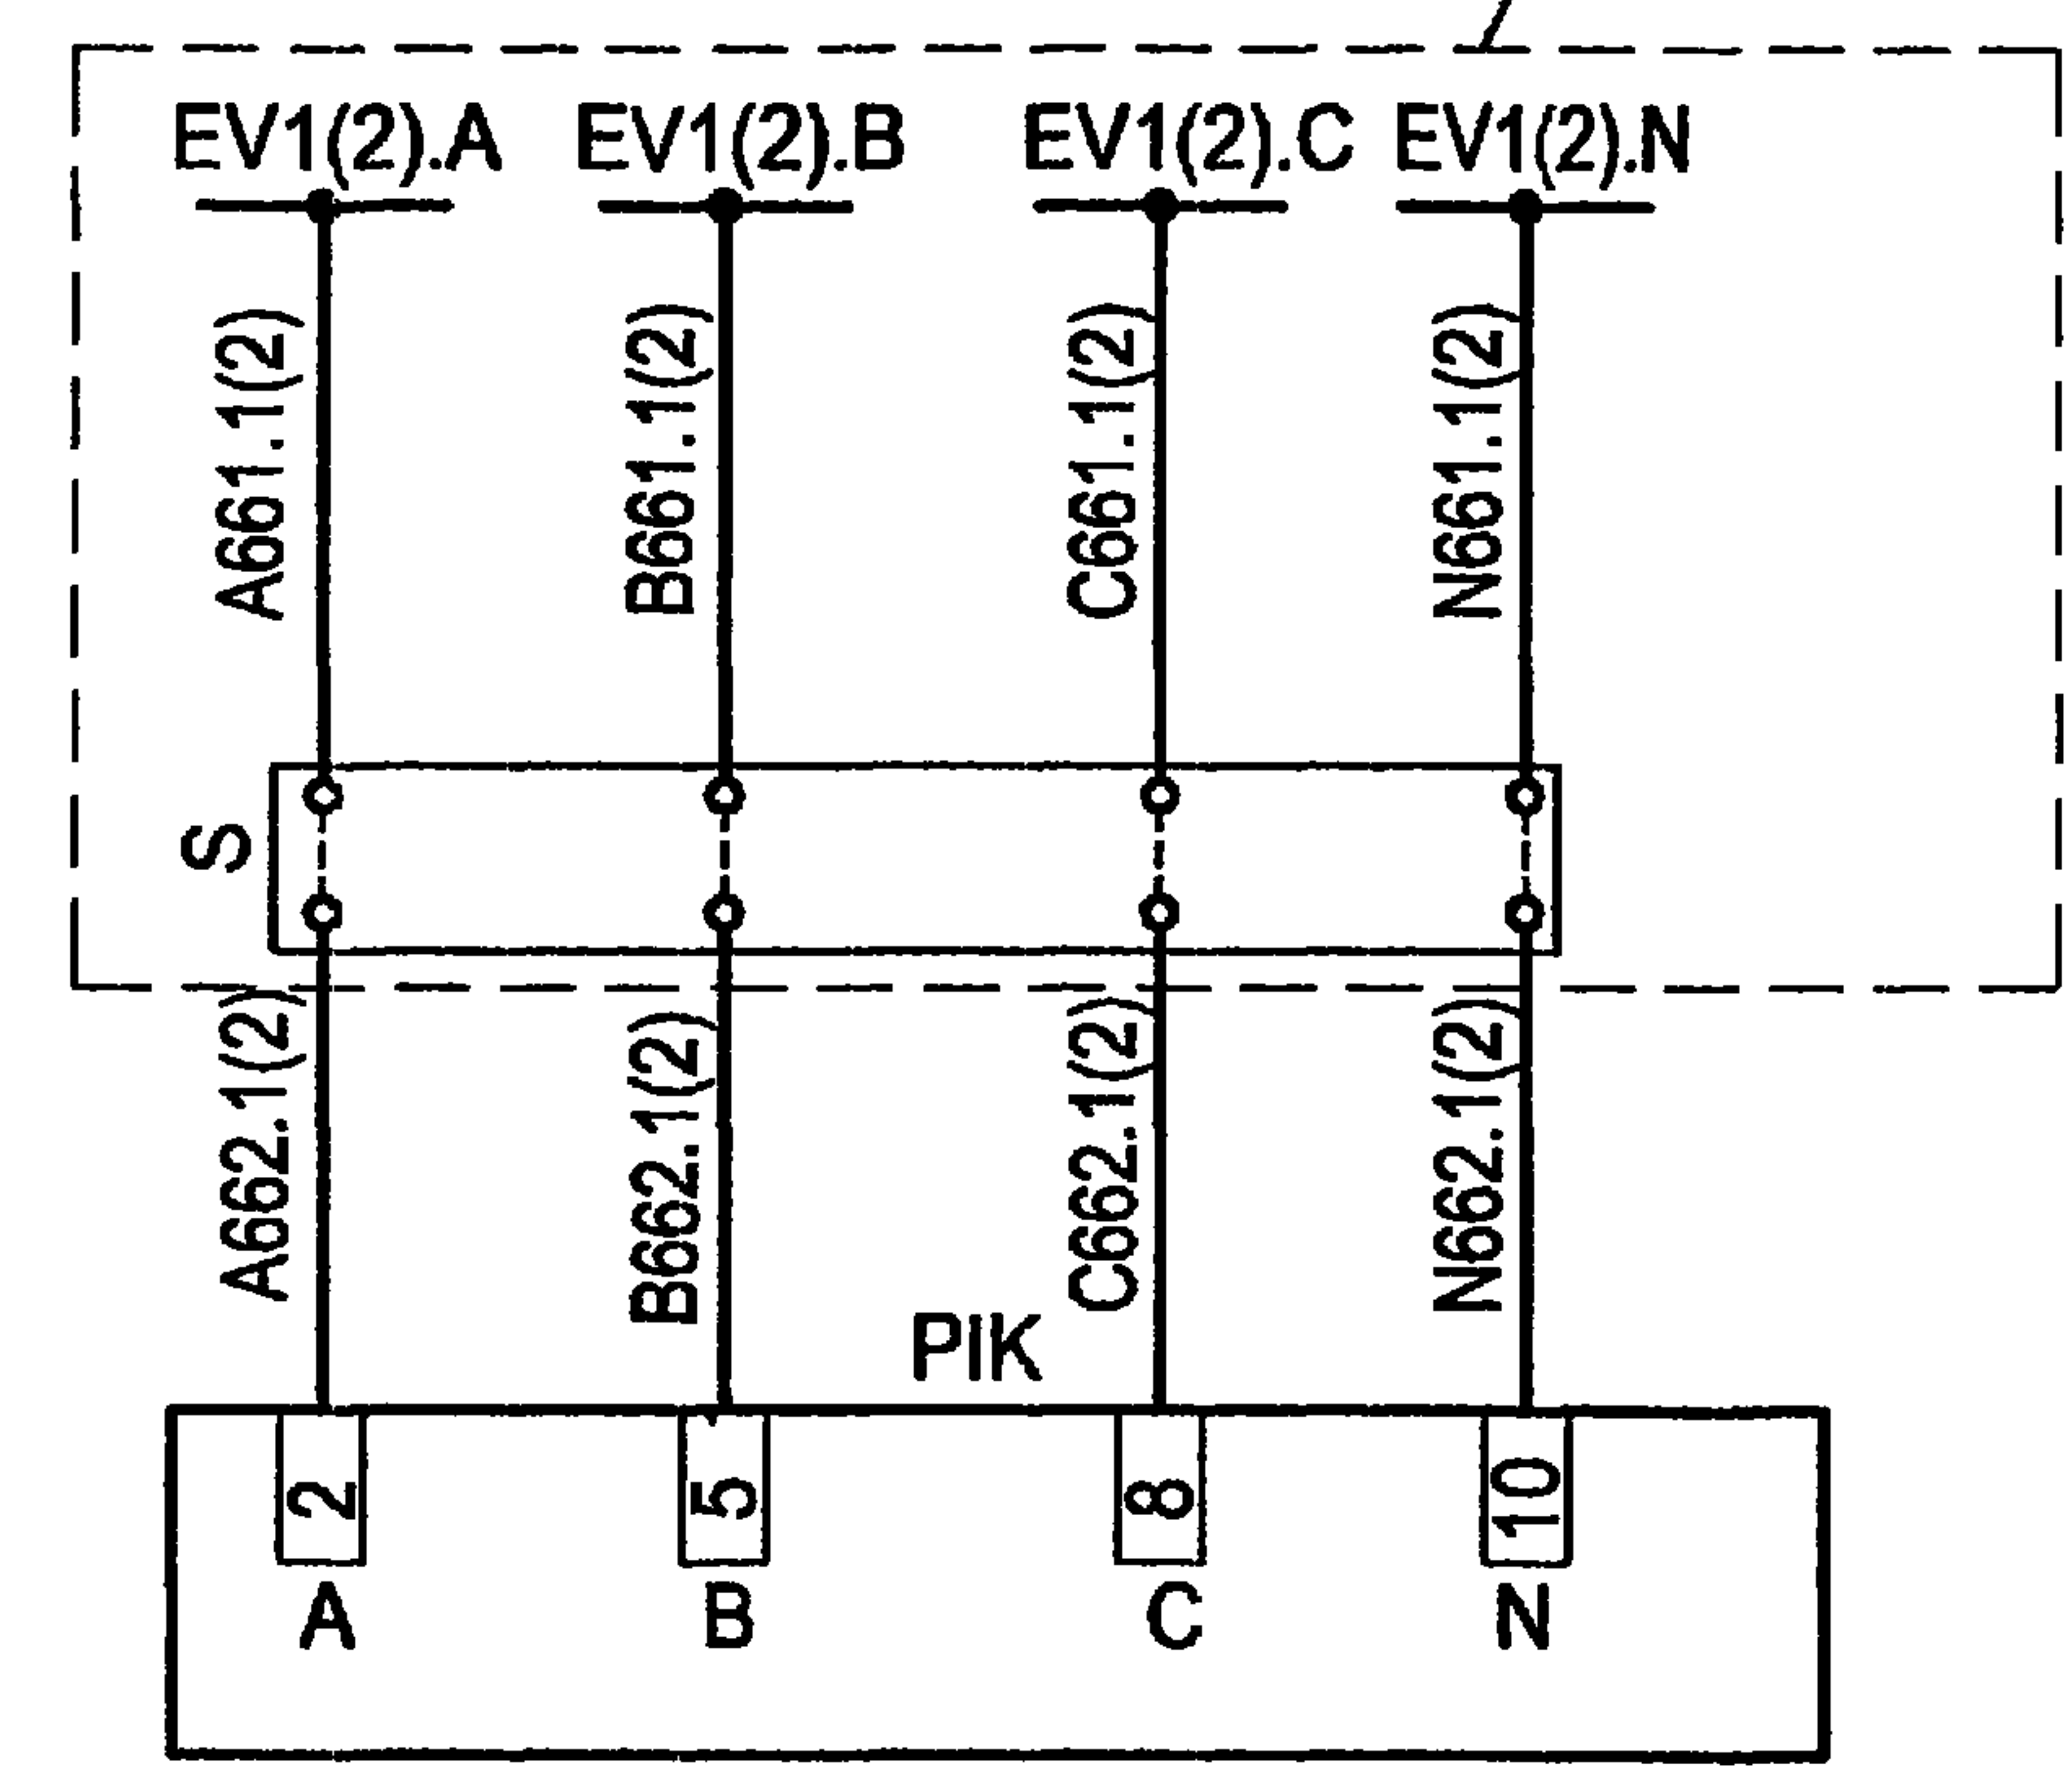 EV1(2).A EV1(2).B EV1(2).C EV1(2).N
A661.1(2) B661.1(2) C661.1(2) N661.1(2)
S
A662.1(2) B662.1(2) C662.1(2) N662.1(2)
PIK
2 5 8 10
A B C N